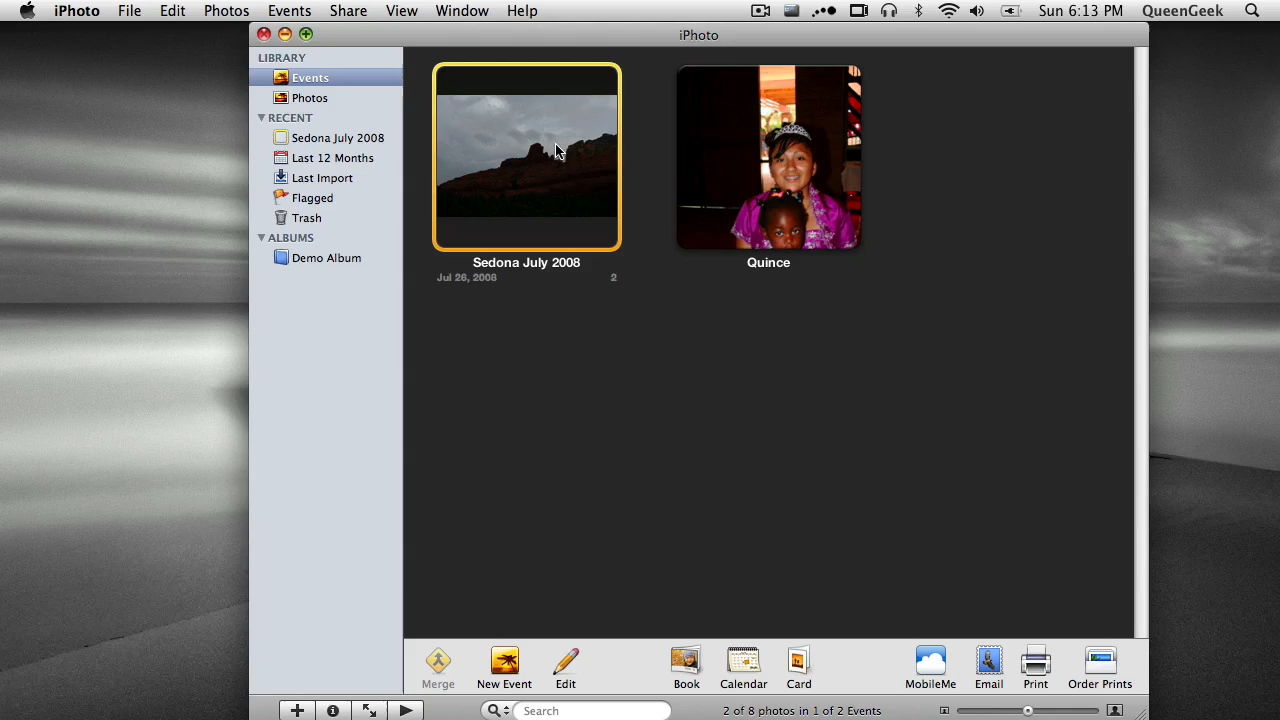 iPhoto File Edit Photos Events Share View Window Help Sun 6:13 PM QueenGeek
iPhoto
LIBRARY
Events
Photos
RECENT
Sedona July 2008
Last 12 Months
Last Import
Flagged
Trash
ALBUMS
Demo Album
Sedona July 2008
Jul 26, 2008 2
Quince
Merge New Event Edit Book Calendar Card MobileMe Email Print Order Prints
Search 2 of 8 photos in 1 of 2 Events